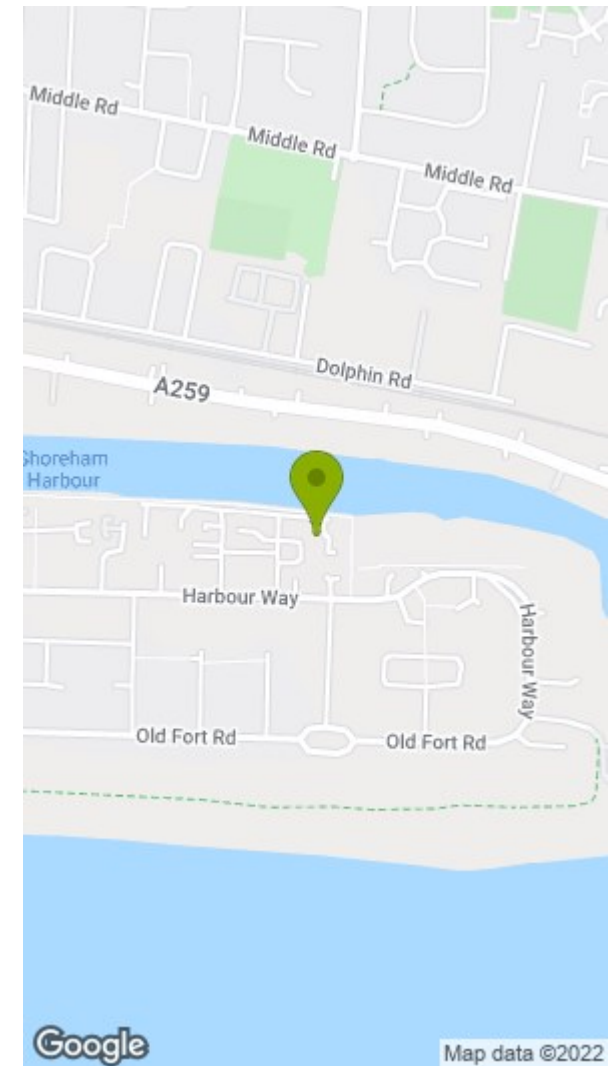 Middle Rd
Middle Rd
Middle Rd
Dolphin Rd
A259
Shoreham
Harbour
Harbour Way
Harbour Way
Old Fort Rd
Old Fort Rd
Google
Map data ©2022